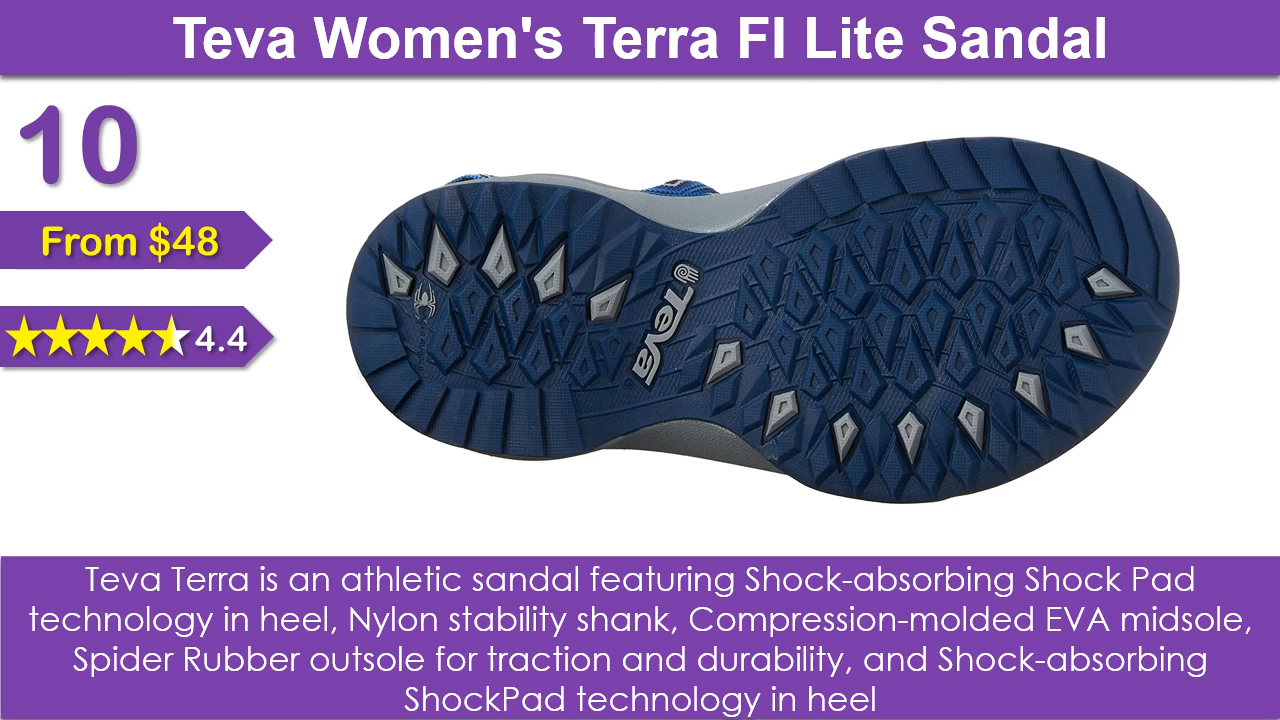 Teva Women's Terra FI Lite Sandal
10
From $48
4.4
Teva
Teva Terra is an athletic sandal featuring Shock-absorbing Shock Pad
technology in heel, Nylon stability shank, Compression-molded EVA midsole,
Spider Rubber outsole for traction and durability, and Shock-absorbing
ShockPad technology in heel